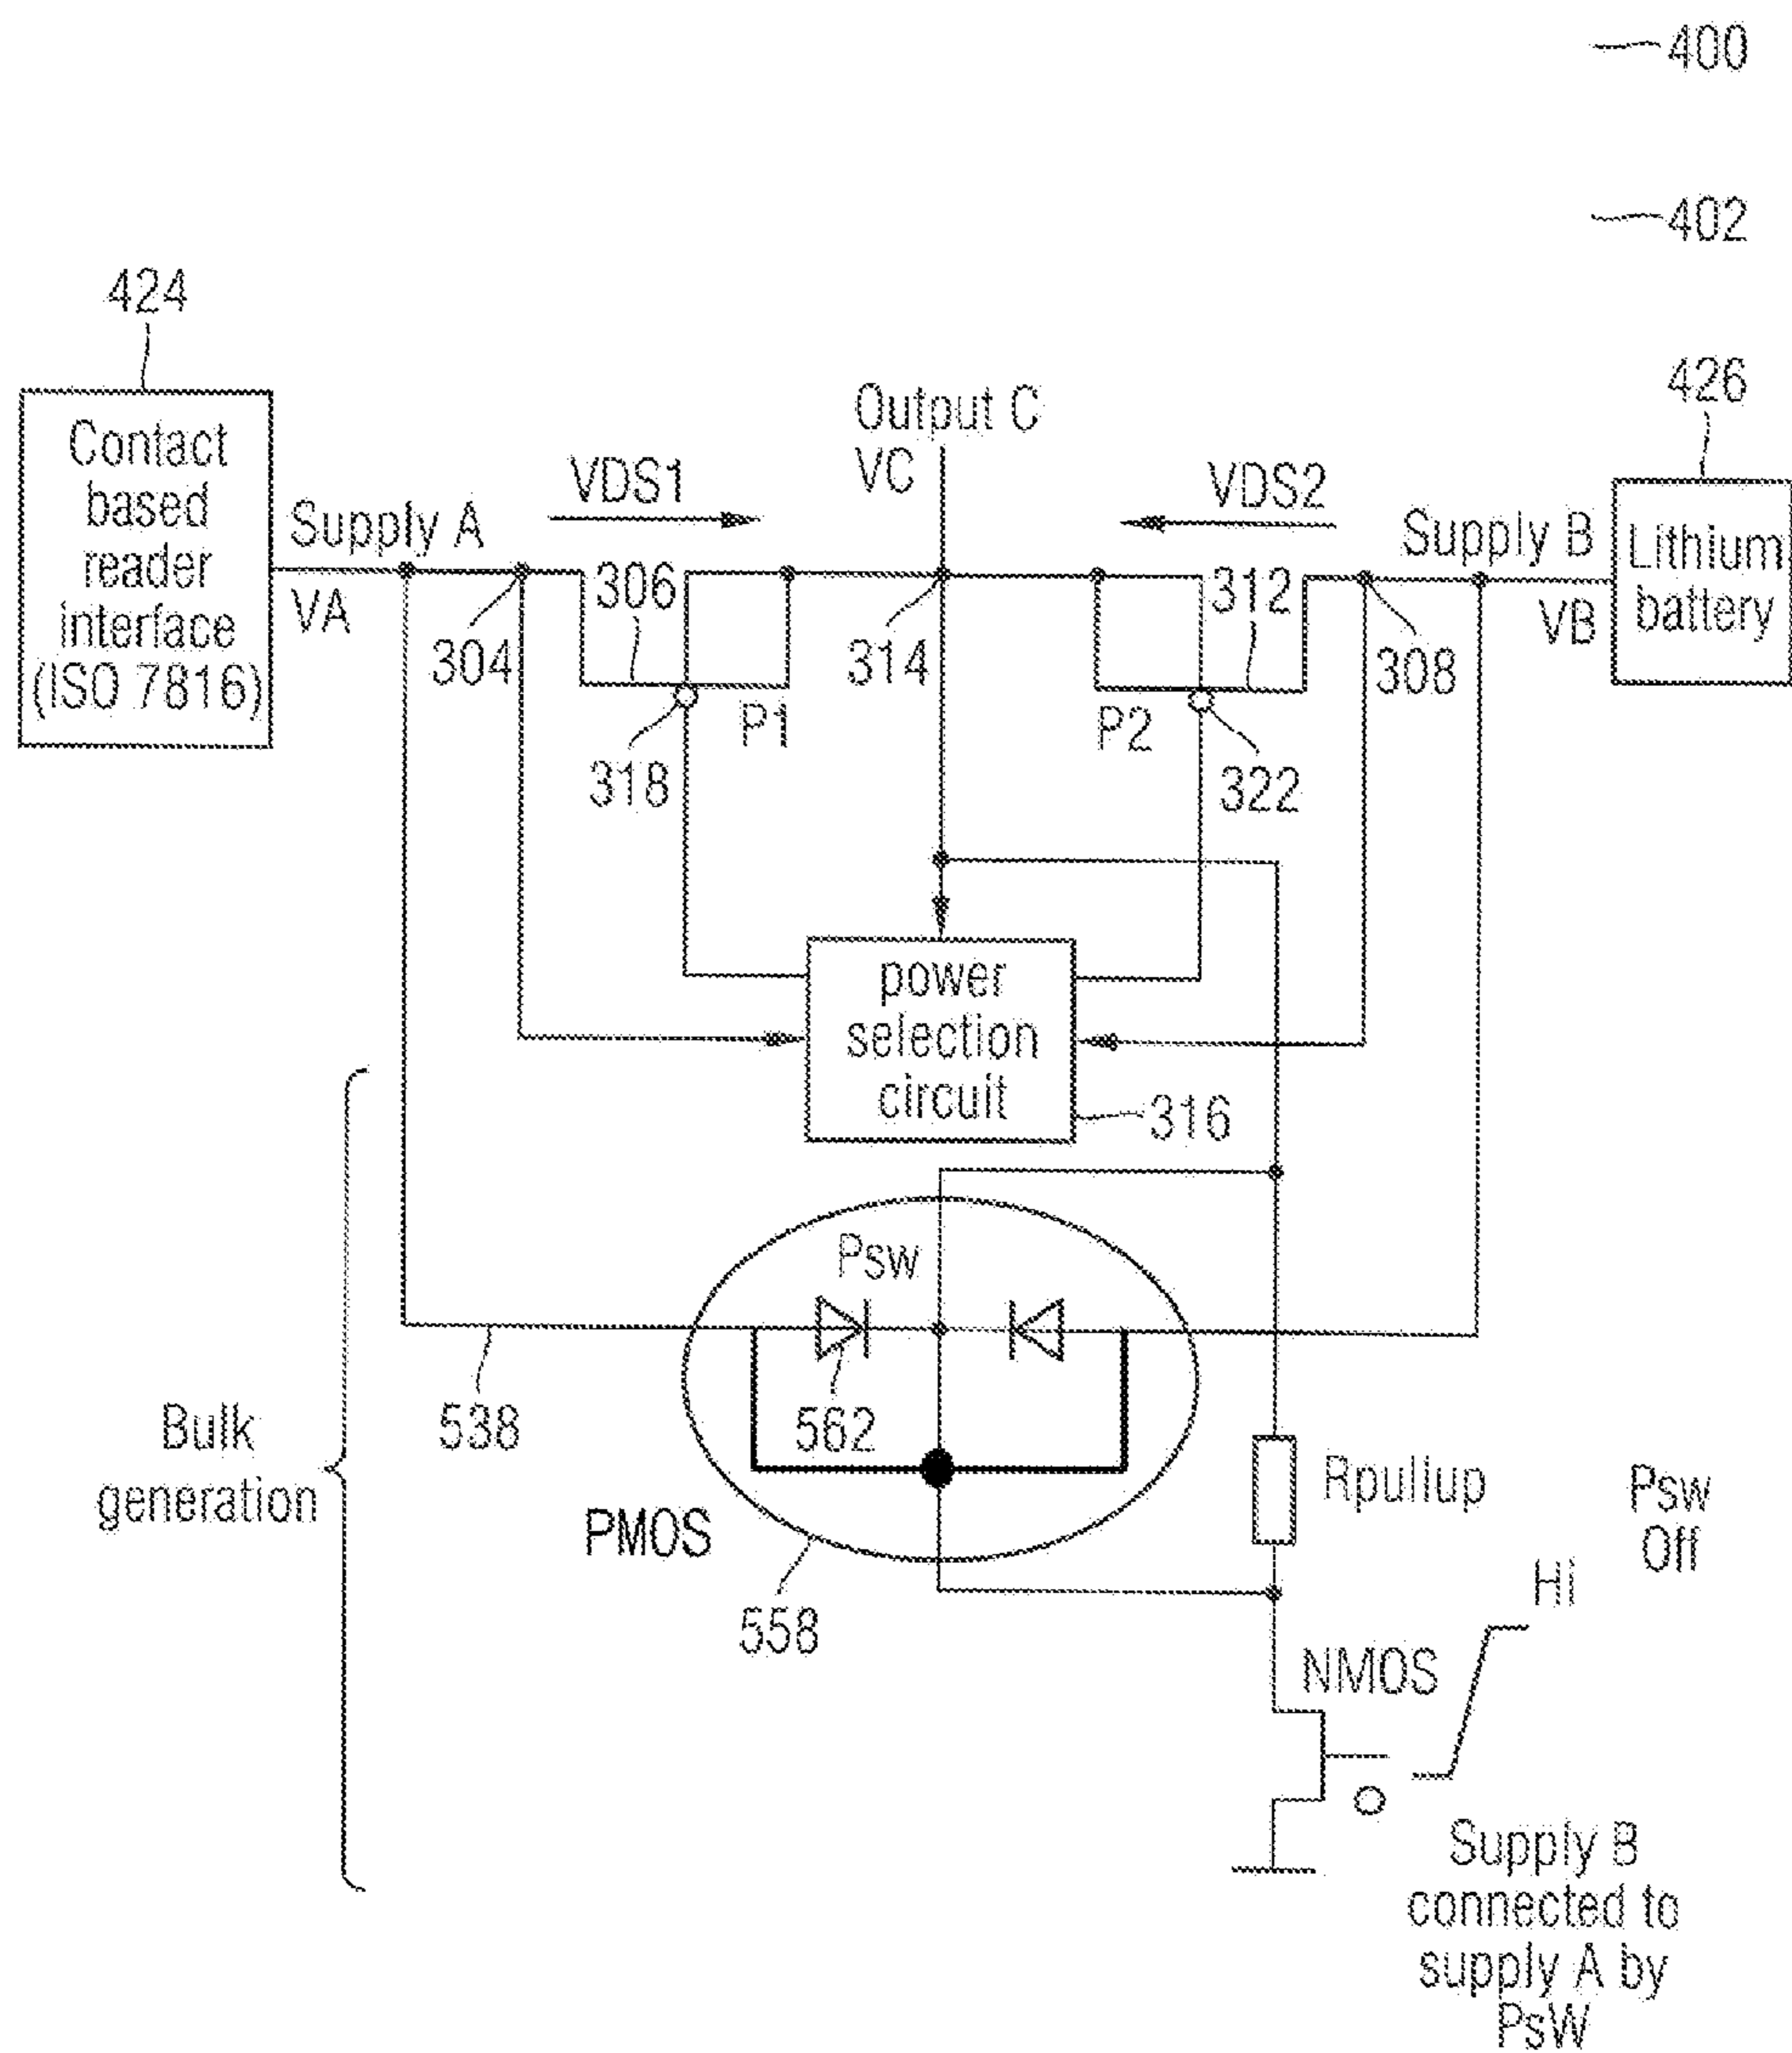 400
402
424
Contact
based
reader
interface
(ISO 7816)
Supply A
VA
VDS1
Output C
VC
VDS2
426
Supply B
VB
Lithium
battery
304
306
318
P1
314
P2
312
322
308
power
selection
circuit
316
Psw
562
538
Bulk
generation
PMOS
558
Rpullup
Psw
Off
Hi
NMOS
O
Supply B
connected to
supply A by
PsW